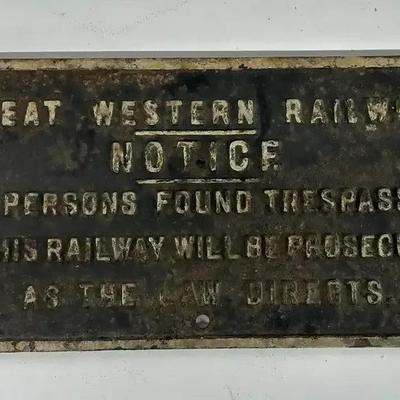 EAT WESTERN RAILW
NOTICE
PERSONS FOUND TRESPASS
HIS RAILWAY WILL BE PROSECU
AS THE LAW DIRECTS.